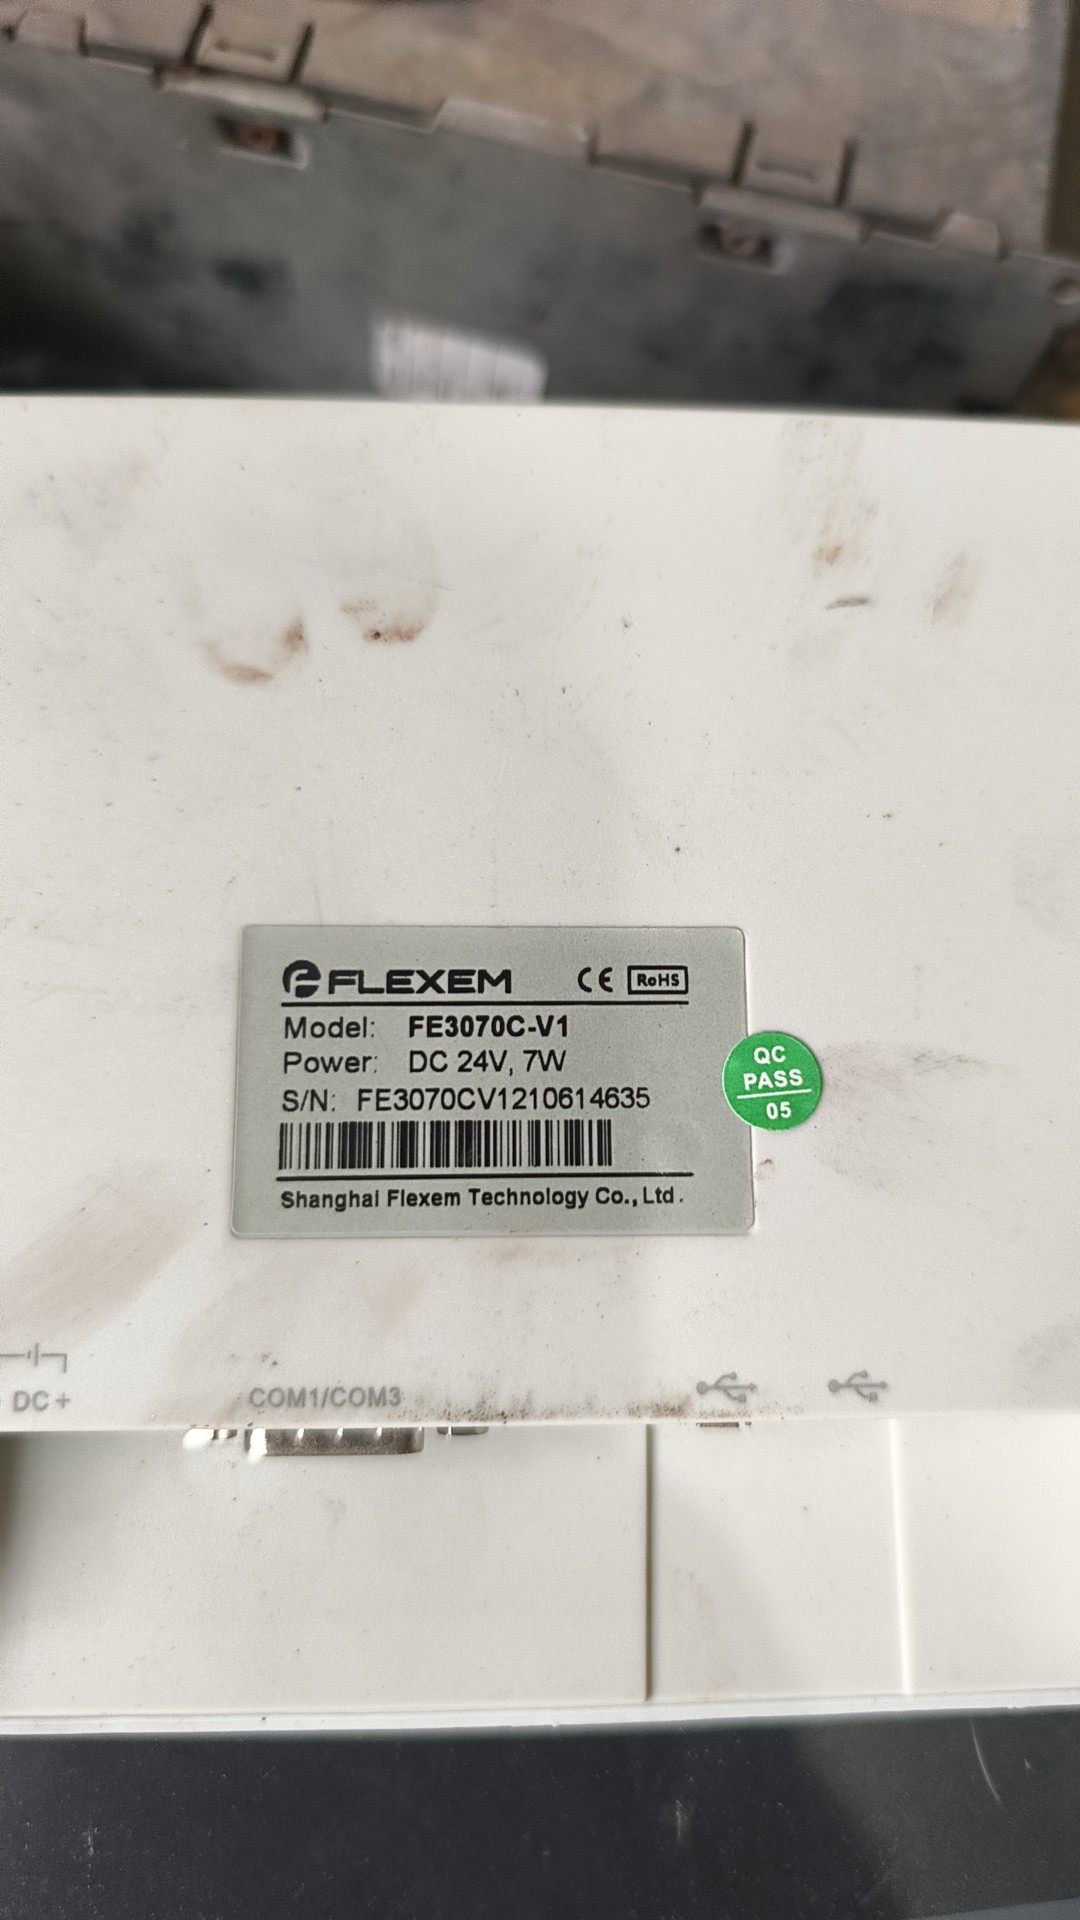 FLEXEM CE RoHS
Model: FE3070C-V1
Power: DC 24V, 7W
S/N: FE3070CV1210614635
Shanghai Flexem Technology Co., Ltd.
QC
PASS
05
DC +
COM1/COM3